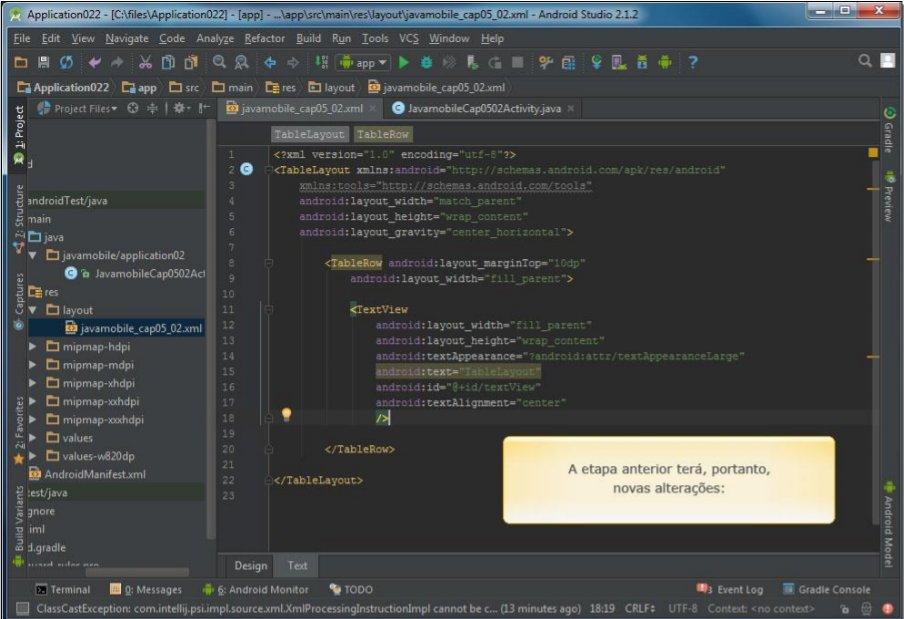 Application022 - [C:\files\Application022] - [app] - ...\app\src\main\res\layout\javamobile_cap05_02.xml - Android Studio 2.1.2
File Edit View Navigate Code Analyze Refactor Build Run Tools VCS Window Help
app
Application022 app src main res layout javamobile_cap05_02.xml
Project Files javamobile_cap05_02.xml JavamobileCap0502Activity.java
TableLayout TableRow
1: Project
7: Structure
Captures
2: Favorites
Build Variants
d
androidTest/java
main
java
javamobile/application02
JavamobileCap0502Act
res
layout
javamobile_cap05_02.xml
mipmap-hdpi
mipmap-mdpi
mipmap-xhdpi
mipmap-xxhdpi
mipmap-xxxhdpi
values
values-w820dp
AndroidManifest.xml
test/java
gnore
iml
d.gradle
1 <?xml version="1.0" encoding="utf-8"?>
2 <TableLayout xmlns:android="http://schemas.android.com/apk/res/android"
3 xmlns:tools="http://schemas.android.com/tools"
4 android:layout_width="match_parent"
5 android:layout_height="wrap_content"
6 android:layout_gravity="center_horizontal">
7
8 <TableRow android:layout_marginTop="10dp"
9 android:layout_width="fill_parent">
10
11 <TextView
12 android:layout_width="fill_parent"
13 android:layout_height="wrap_content"
14 android:textAppearance="?android:attr/textAppearanceLarge"
15 android:text="TableLayout"
16 android:id="@+id/textView"
17 android:textAlignment="center"
18 />
19
20 </TableRow>
21
22 </TableLayout>
23
A etapa anterior terá, portanto,
novas alterações:
Gradle
Preview
Android Model
Design Text
Terminal 0: Messages 6: Android Monitor TODO 3 Event Log Gradle Console
ClassCastException: com.intellij.psi.impl.source.xml.XmlProcessingInstructionImpl cannot be c... (13 minutes ago) 18:19 CRLF UTF-8 Context: <no context>